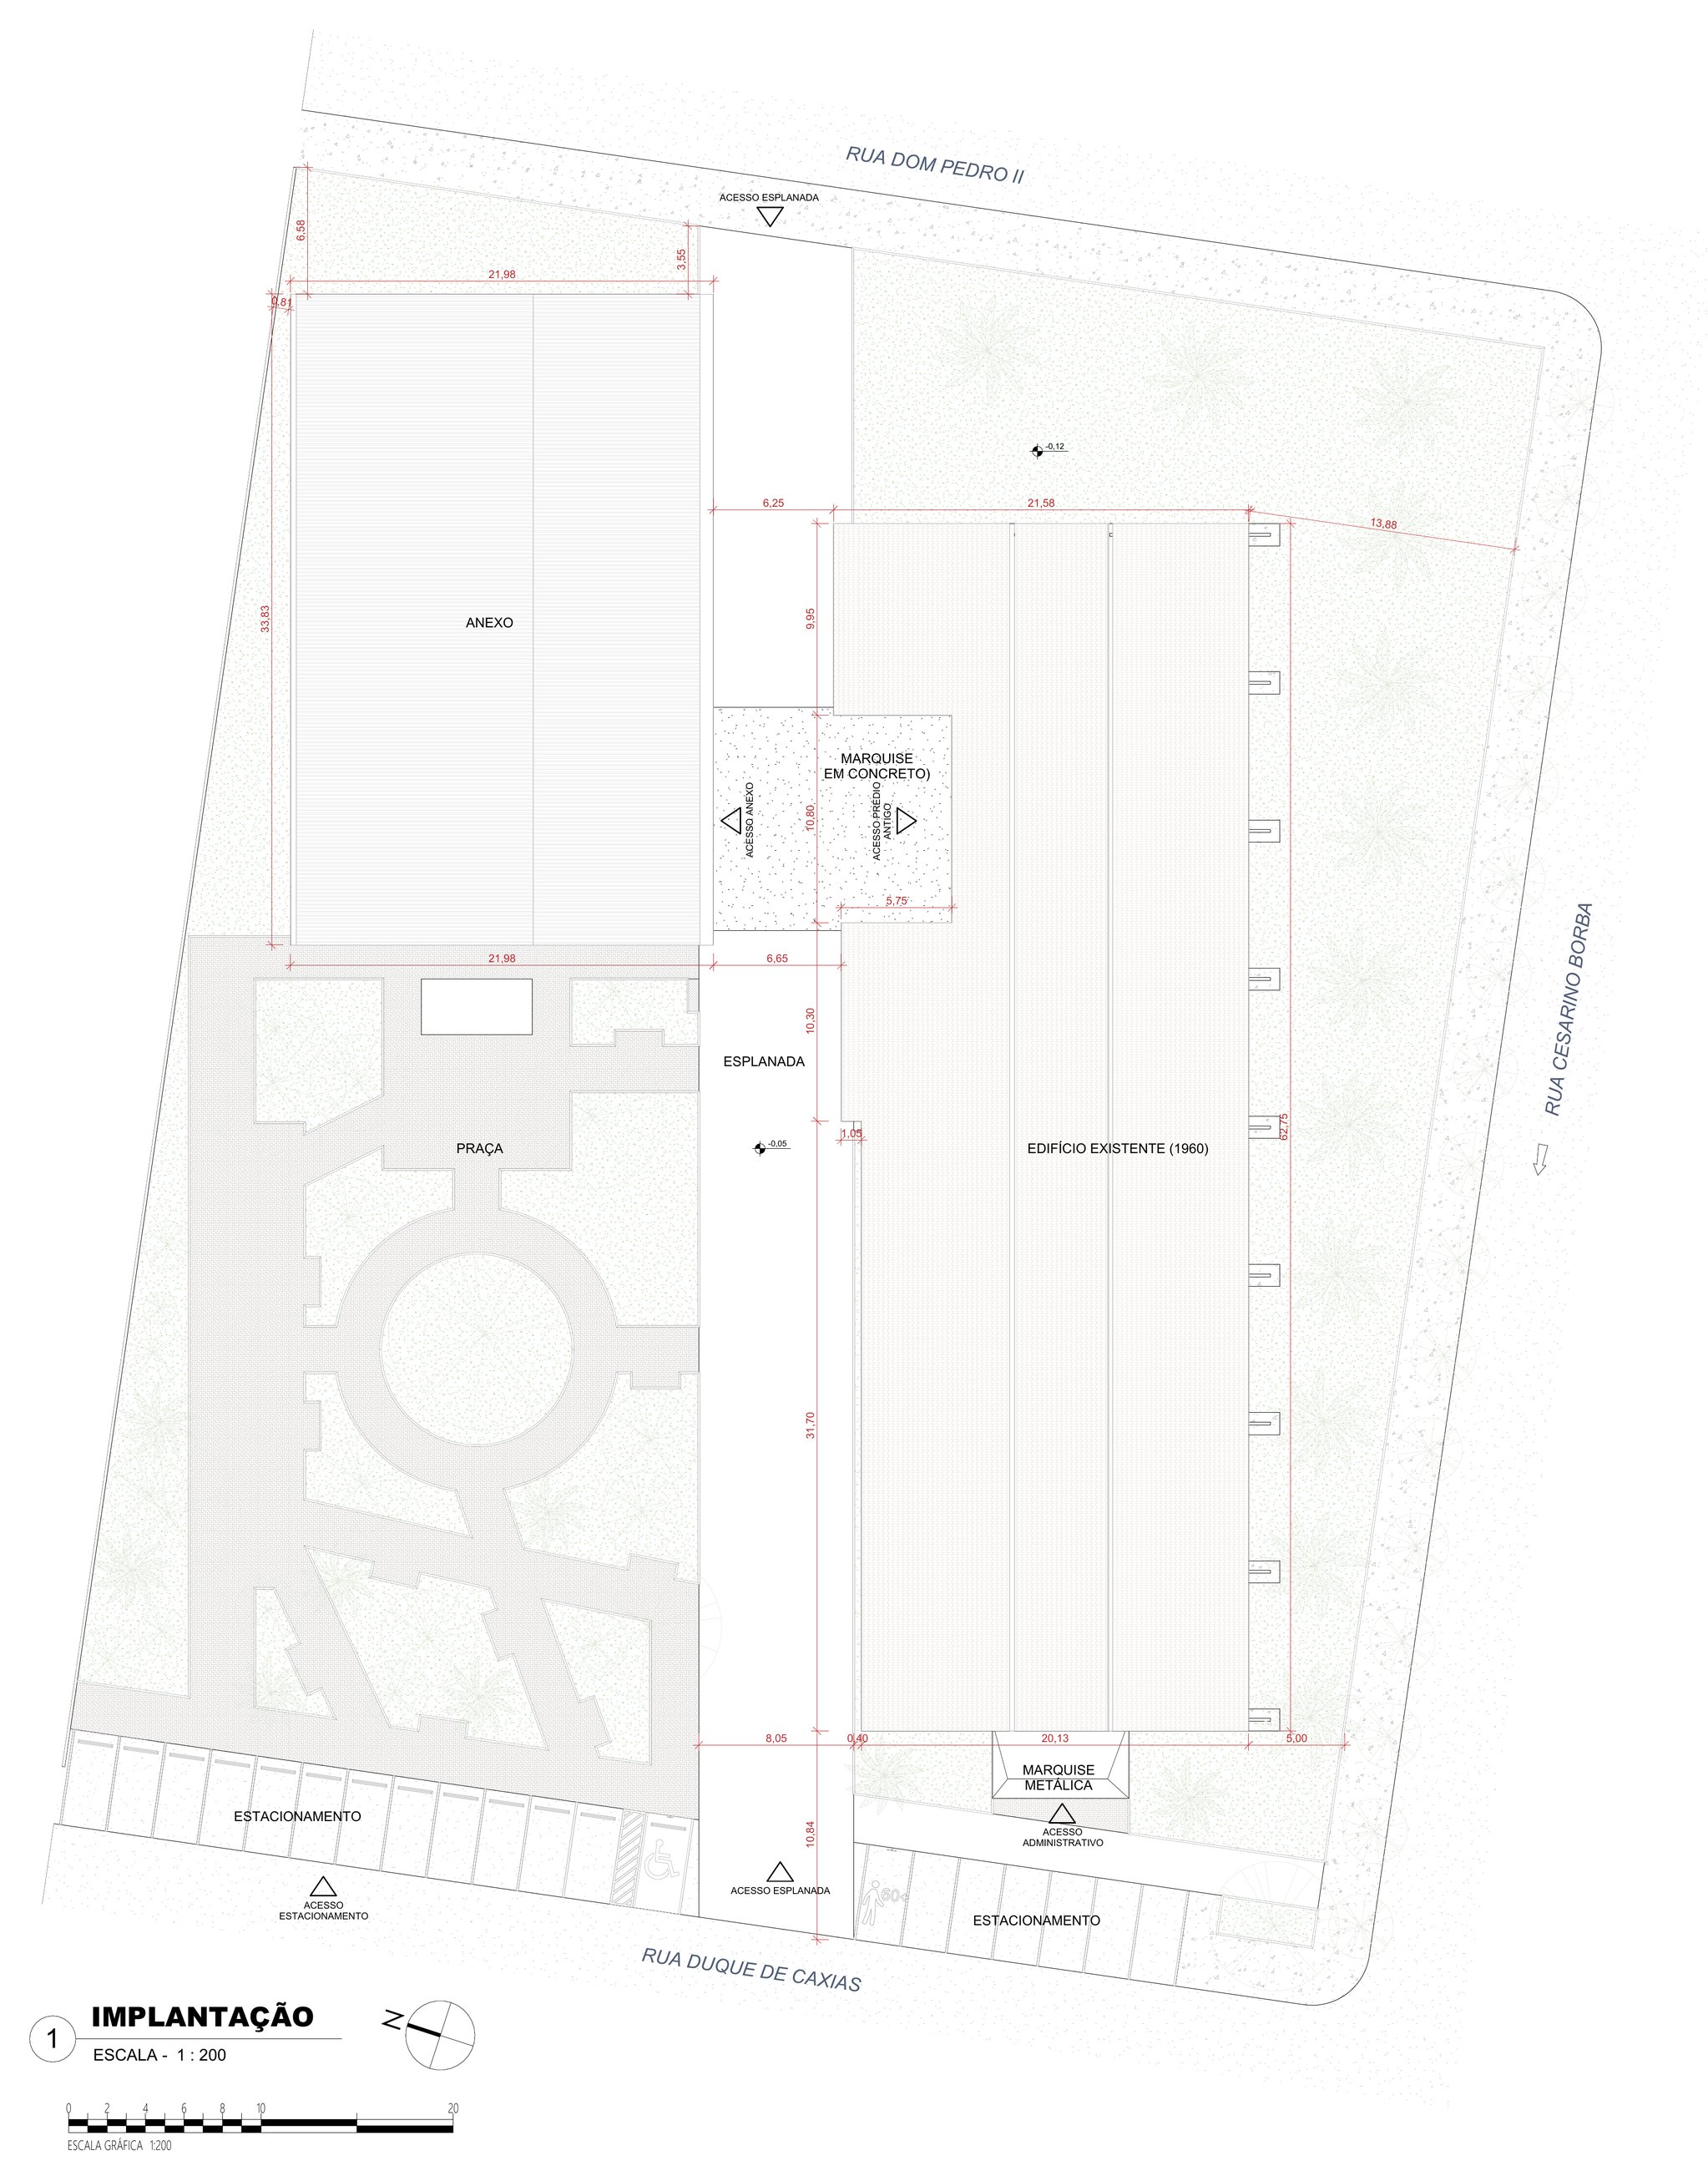 RUA DOM PEDRO II
ACESSO ESPLANADA
6,58
3,55
21,98
0,81
-0,12
6,25
21,58
13,88
33,83
9,95
ANEXO
MARQUISE
EM CONCRETO)
ACESSO ANEXO
ACESSO PRÉDIO
ANTIGO
10,80
5,75
21,98
6,65
10,30
ESPLANADA
RUA CESARINO BORBA
PRAÇA
-0,05
1,05
EDIFÍCIO EXISTENTE (1960)
62,75
31,70
8,05
0,40
20,13
5,00
MARQUISE
METÁLICA
ESTACIONAMENTO
10,84
ACESSO
ADMINISTRATIVO
ACESSO ESPLANADA
60+
ACESSO
ESTACIONAMENTO
ESTACIONAMENTO
RUA DUQUE DE CAXIAS
1
IMPLANTAÇÃO
ESCALA - 1 : 200
N
0 2 4 6 8 10 20
ESCALA GRÁFICA 1:200